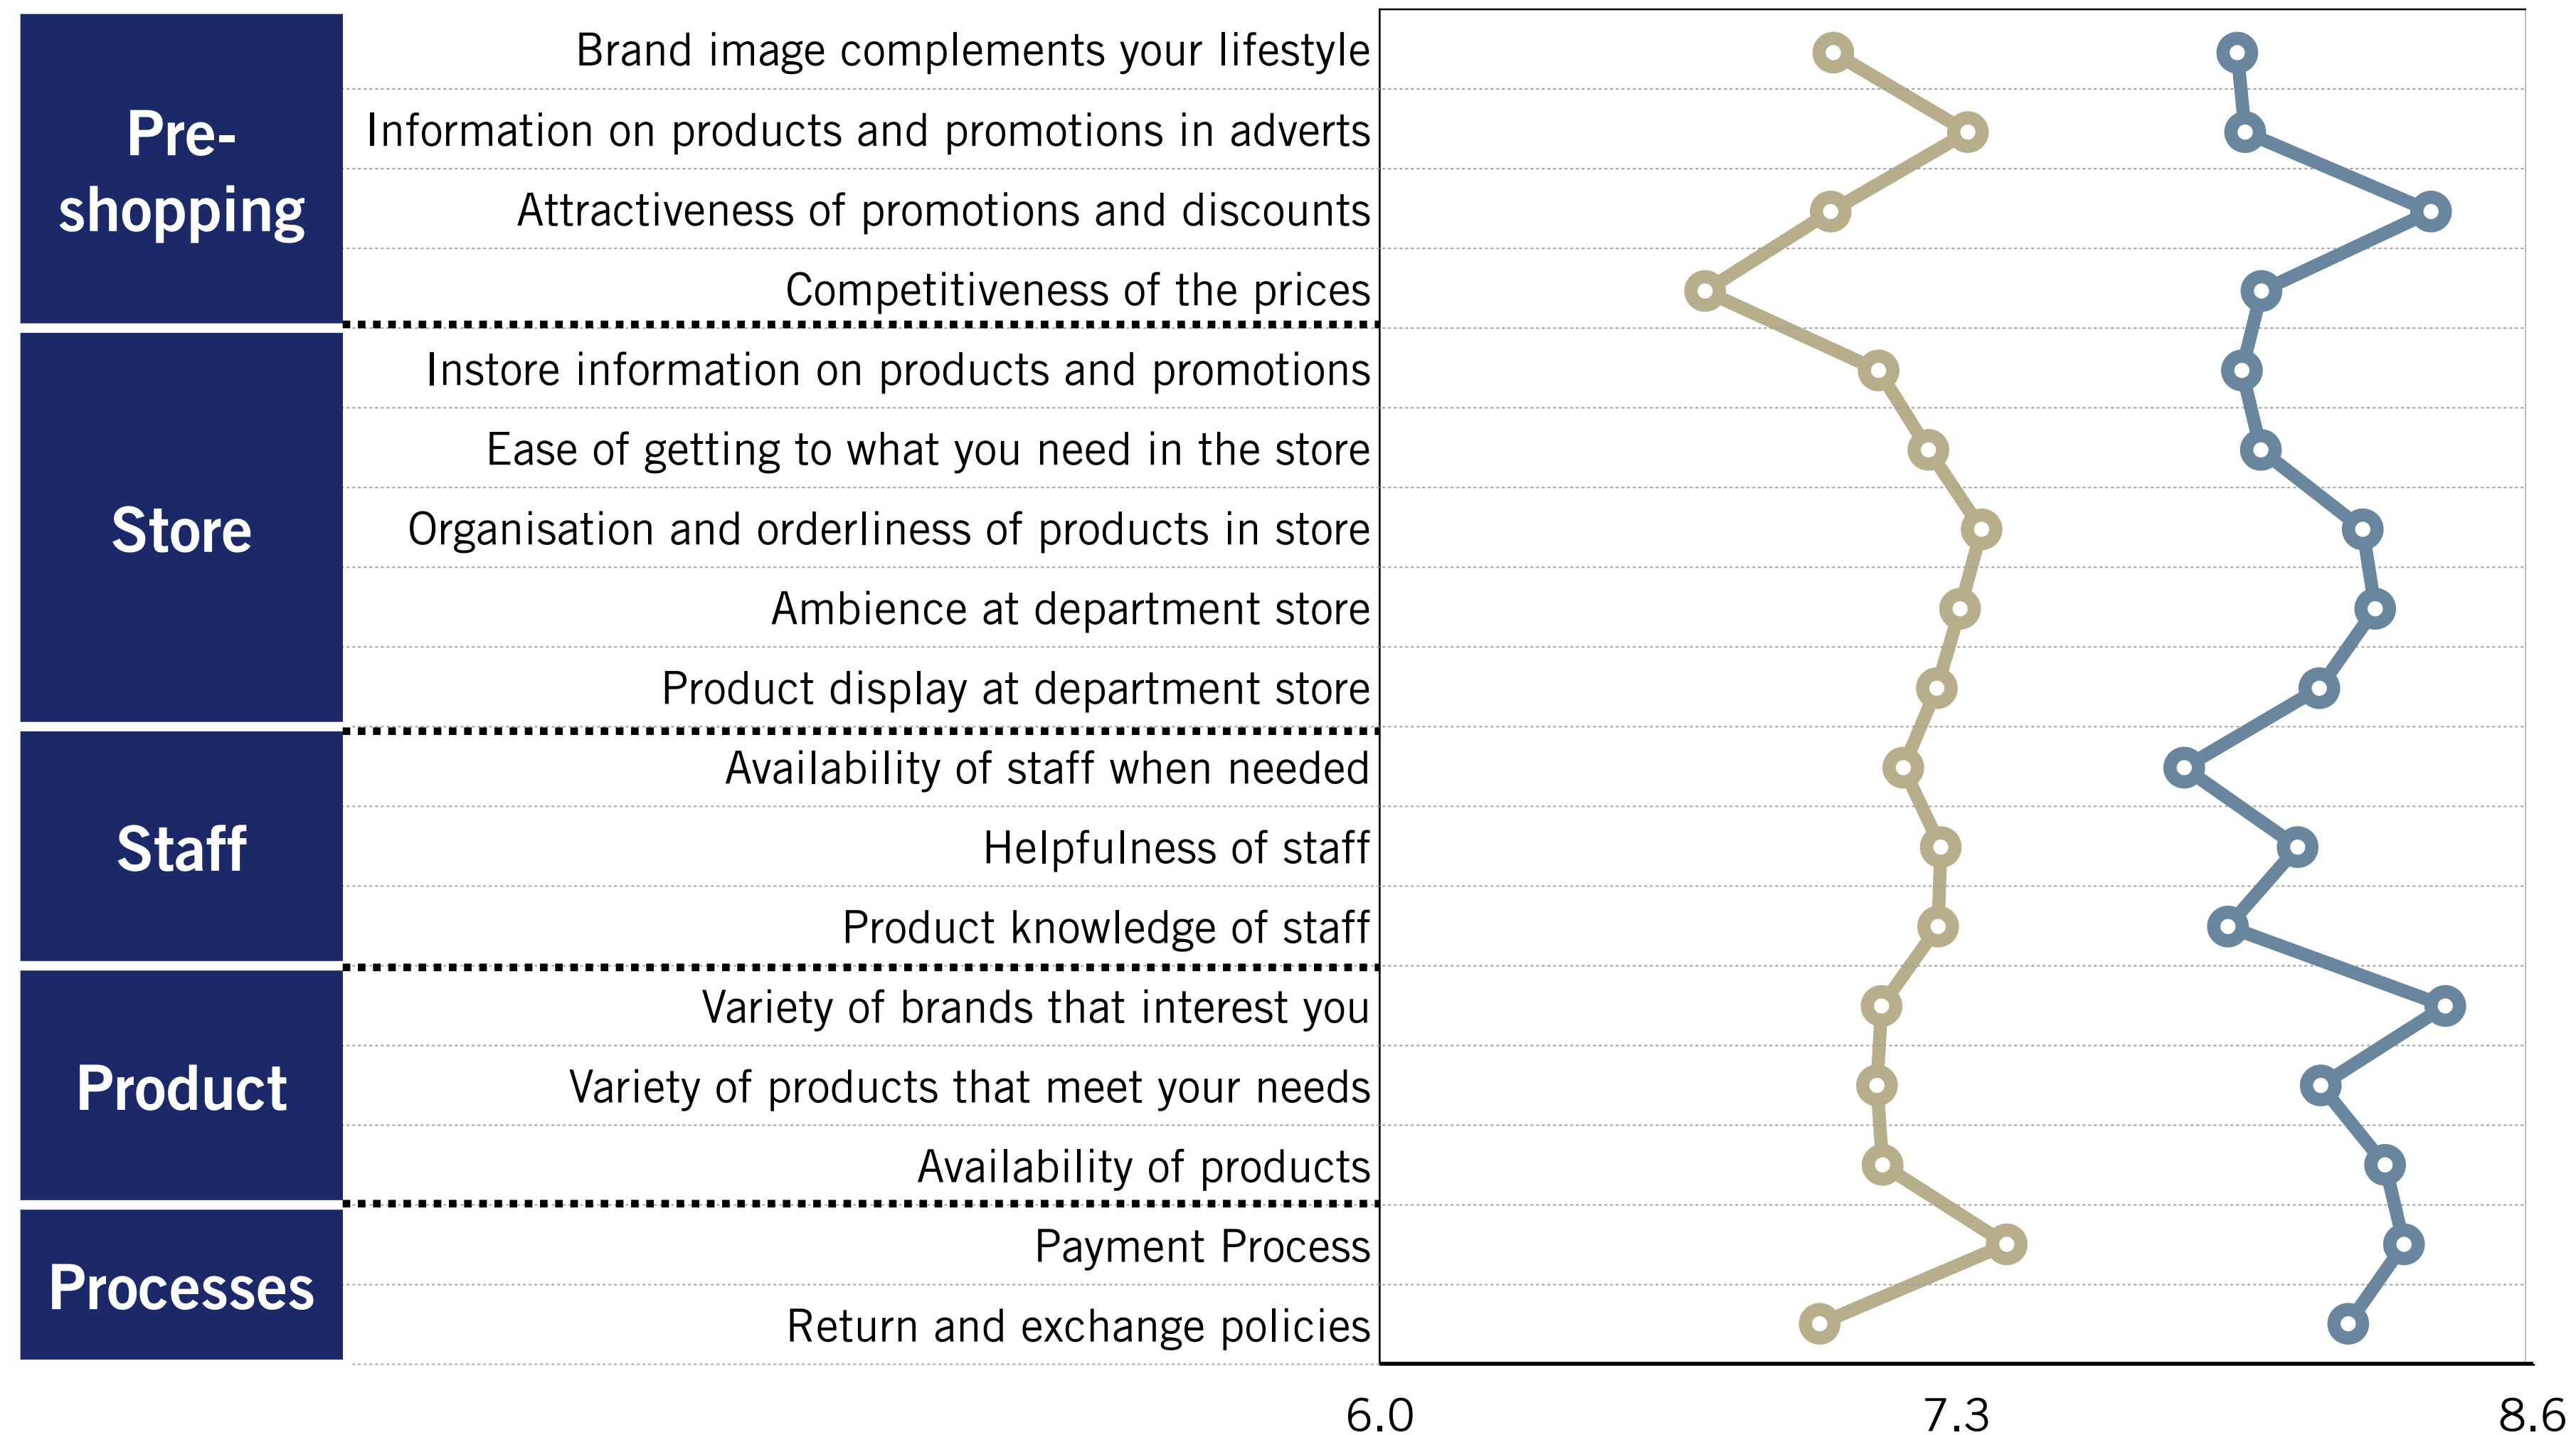 Pre-
shopping
Brand image complements your lifestyle
Information on products and promotions in adverts
Attractiveness of promotions and discounts
Competitiveness of the prices
Store
Instore information on products and promotions
Ease of getting to what you need in the store
Organisation and orderliness of products in store
Ambience at department store
Product display at department store
Staff
Availability of staff when needed
Helpfulness of staff
Product knowledge of staff
Product
Variety of brands that interest you
Variety of products that meet your needs
Availability of products
Processes
Payment Process
Return and exchange policies
6.0 7.3 8.6